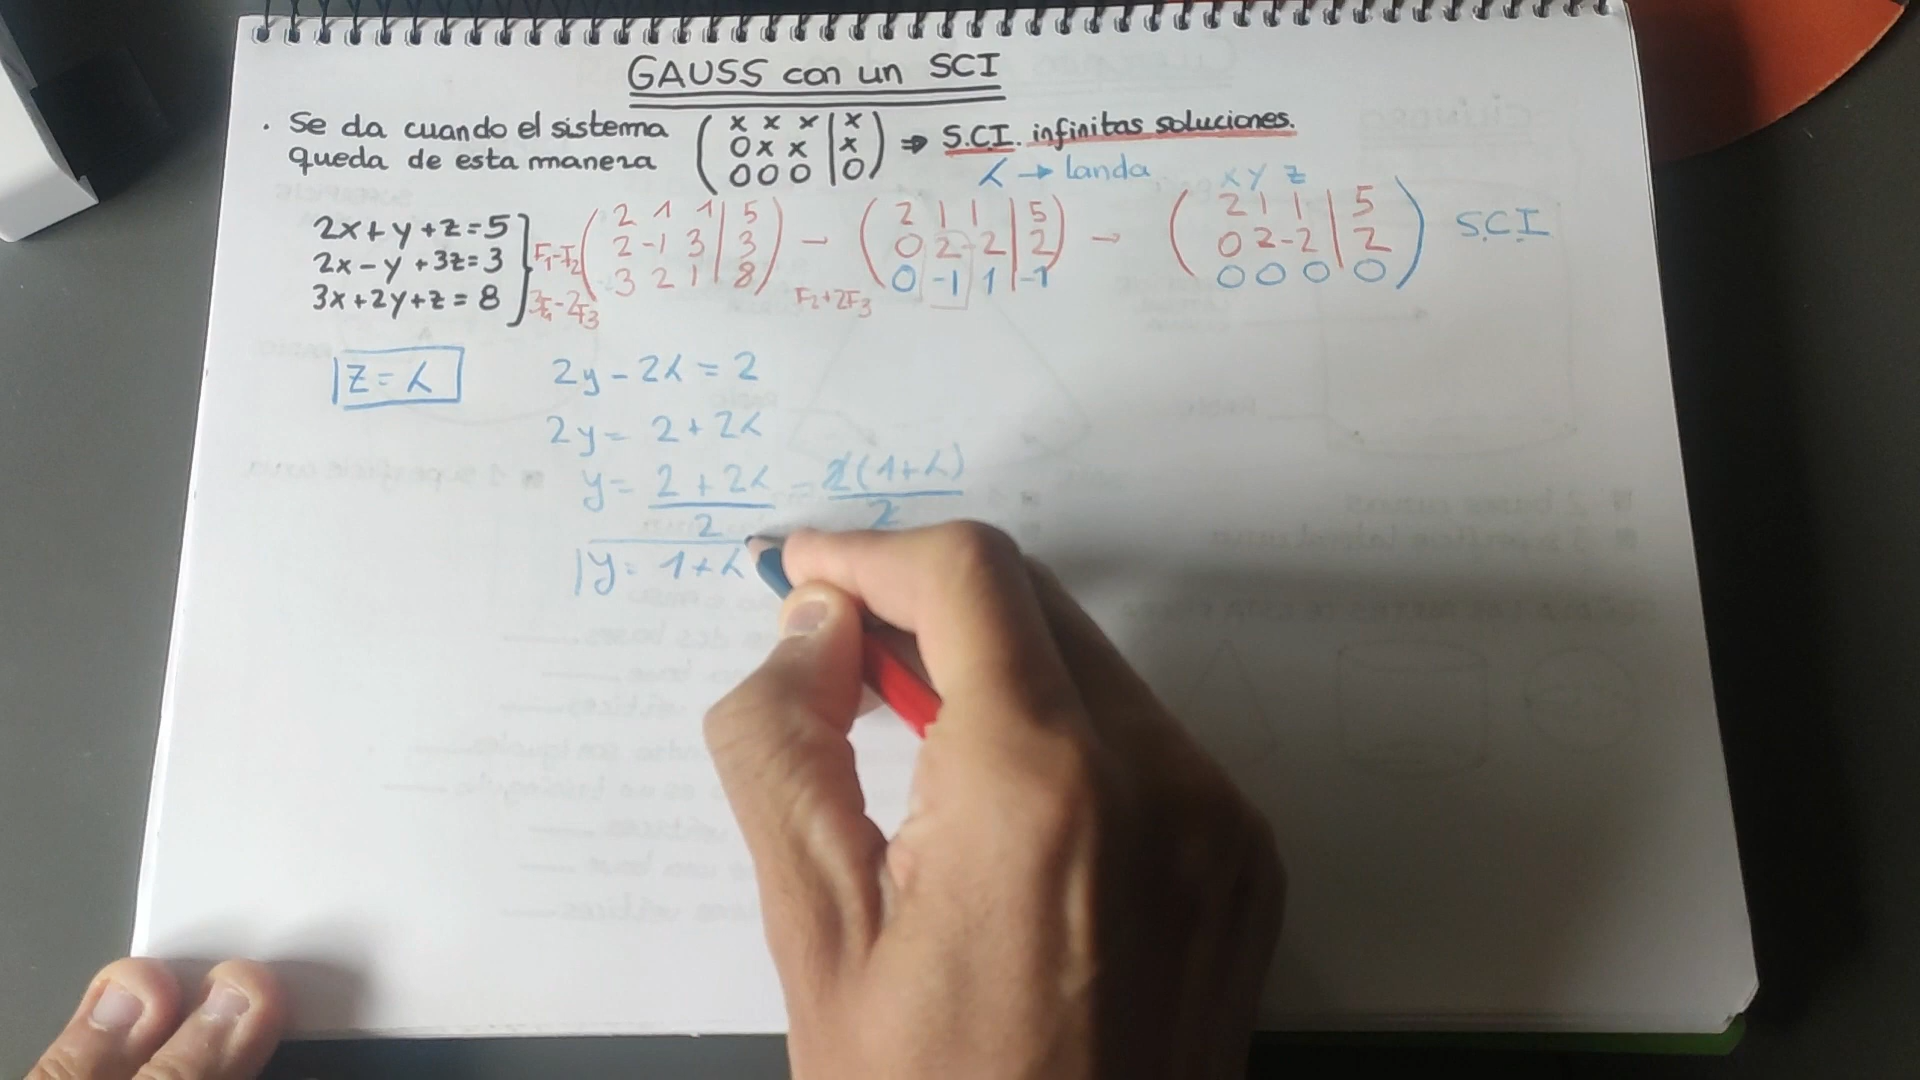 GAUSS con un SCI
. Se da cuando el sistema
queda de esta manera
x x x | x
0 x x | x
0 0 0 | 0
⇒ S.C.I. infinitas soluciones.
λ → landa
2x+y+z=5
2x-y+3z=3
3x+2y+z=8
F1-F2
3F1-2F3
2 1 1 | 5
2 -1 3 | 3
3 2 1 | 8
→
F2+2F3
2 1 1 | 5
0 2 -2 | 2
0 -1 1 | -1
→
x y z
2 1 1 | 5
0 2 -2 | 2
0 0 0 | 0
S.C.I
z=λ
2y-2λ=2
2y=2+2λ
y=(2+2λ)/2=2(1+λ)/2
y=1+λ